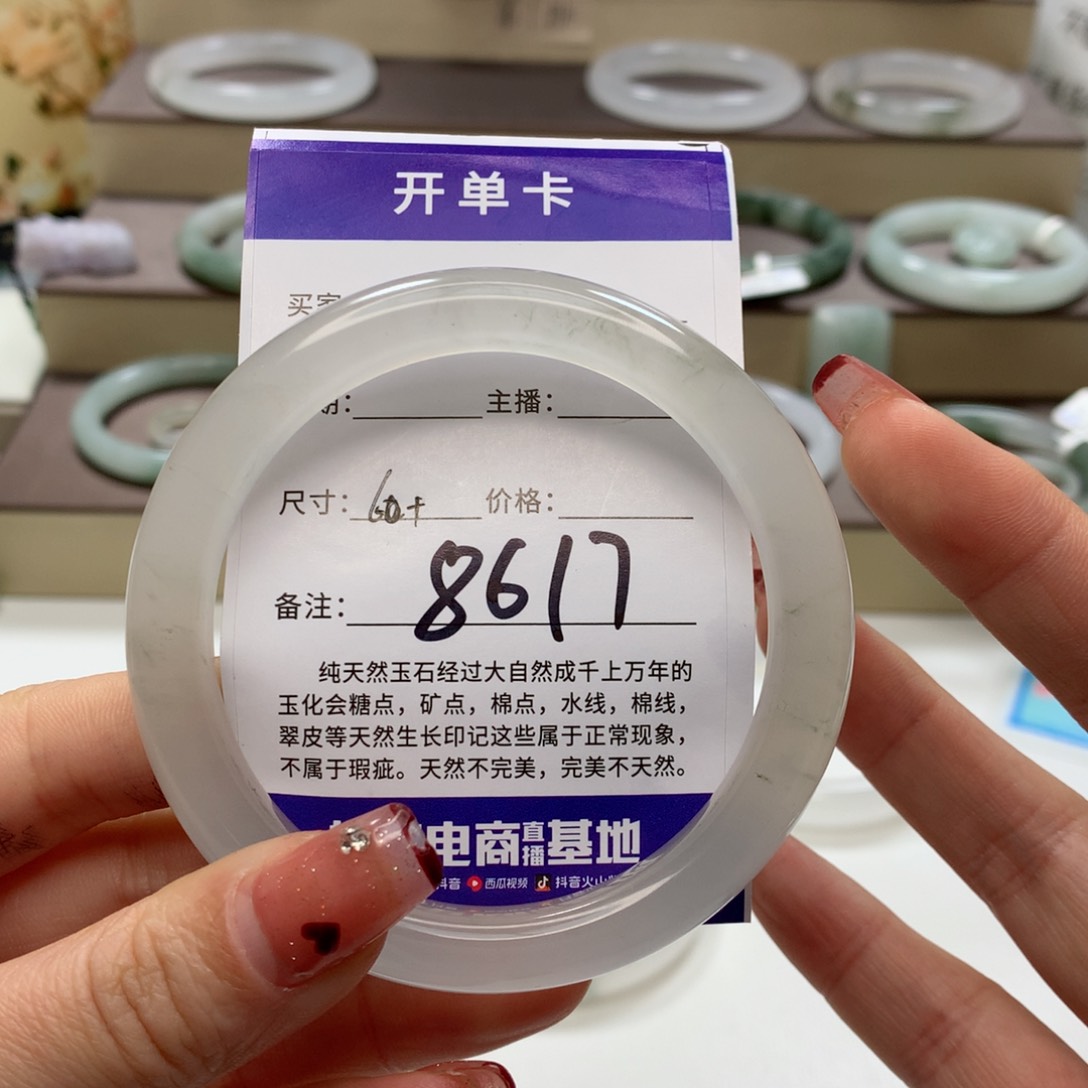 开单卡
买家
期：
主播：
尺寸：60+ 价格：
备注：8617
纯天然玉石经过大自然成千上万年的
玉化会糖点，矿点，棉点，水线，棉线，
翠皮等天然生长印记这些属于正常现象，
不属于瑕疵。天然不完美，完美不天然。
电商直播基地
抖音 西瓜视频 抖音火山